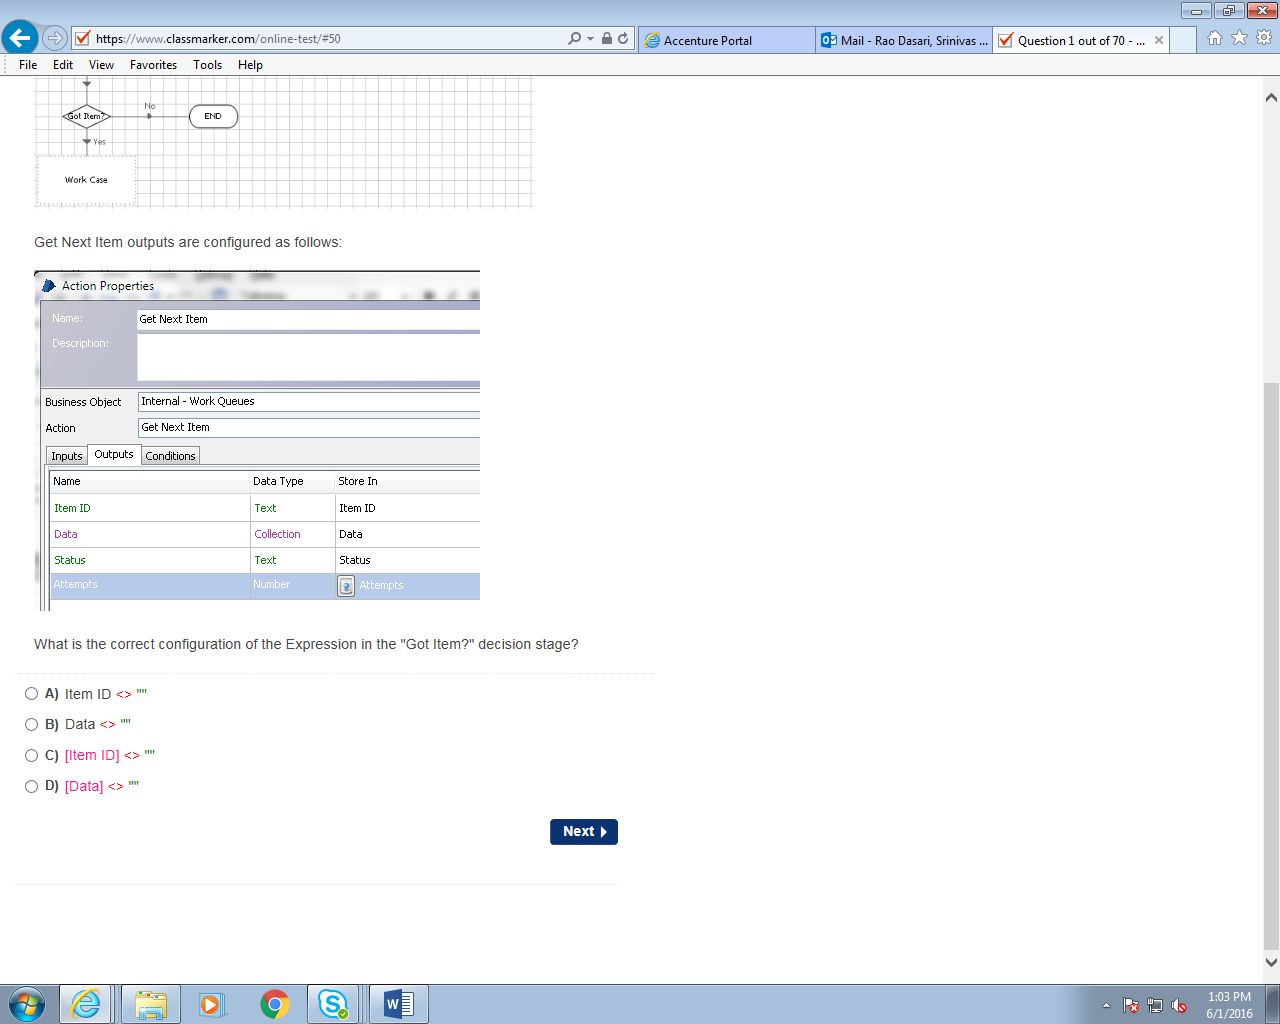 https://www.classmarker.com/online-test/#50
Accenture Portal
Mail - Rao Dasari, Srinivas ...
Question 1 out of 70 - ...
File Edit View Favorites Tools Help
Got Item?
No
END
Yes
Work Case
Get Next Item outputs are configured as follows:
Action Properties
Name: Get Next Item
Description:
Business Object Internal - Work Queues
Action Get Next Item
Inputs Outputs Conditions
Name Data Type Store In
Item ID Text Item ID
Data Collection Data
Status Text Status
Attempts Number Attempts
What is the correct configuration of the Expression in the "Got Item?" decision stage?
A) Item ID <> ""
B) Data <> ""
C) [Item ID] <> ""
D) [Data] <> ""
Next
1:03 PM
6/1/2016